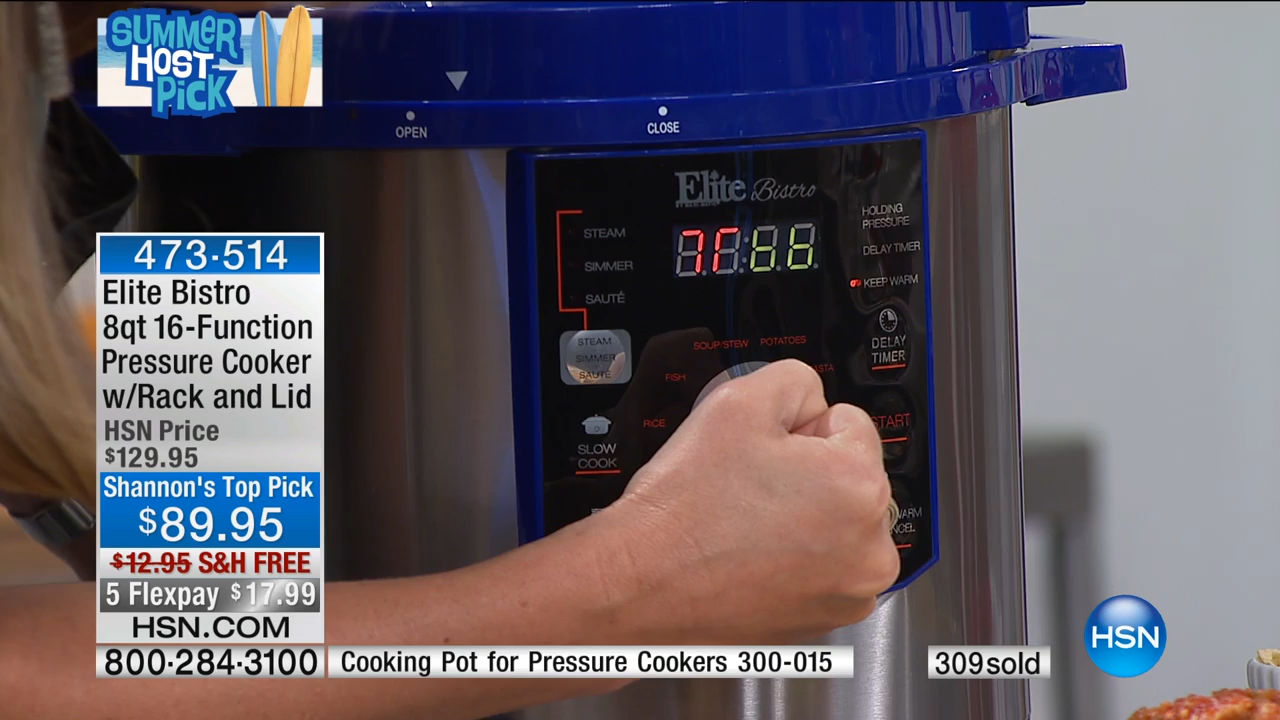 SUMMER
HOST
PICK
OPEN
CLOSE
Elite Bistro
STEAM
SIMMER
SAUTÉ
HOLDING
PRESSURE
DELAY TIMER
KEEP WARM
STEAM
SIMMER
SAUTÉ
DELAY
TIMER
SOUP/STEW
POTATOES
FISH
RICE
START
SLOW
COOK
473-514
Elite Bistro
8qt 16-Function
Pressure Cooker
w/Rack and Lid
HSN Price
$129.95
Shannon's Top Pick
$89.95
$12.95 S&H FREE
5 Flexpay $17.99
HSN.COM
800·284·3100
Cooking Pot for Pressure Cookers 300-015
309 sold
HSN